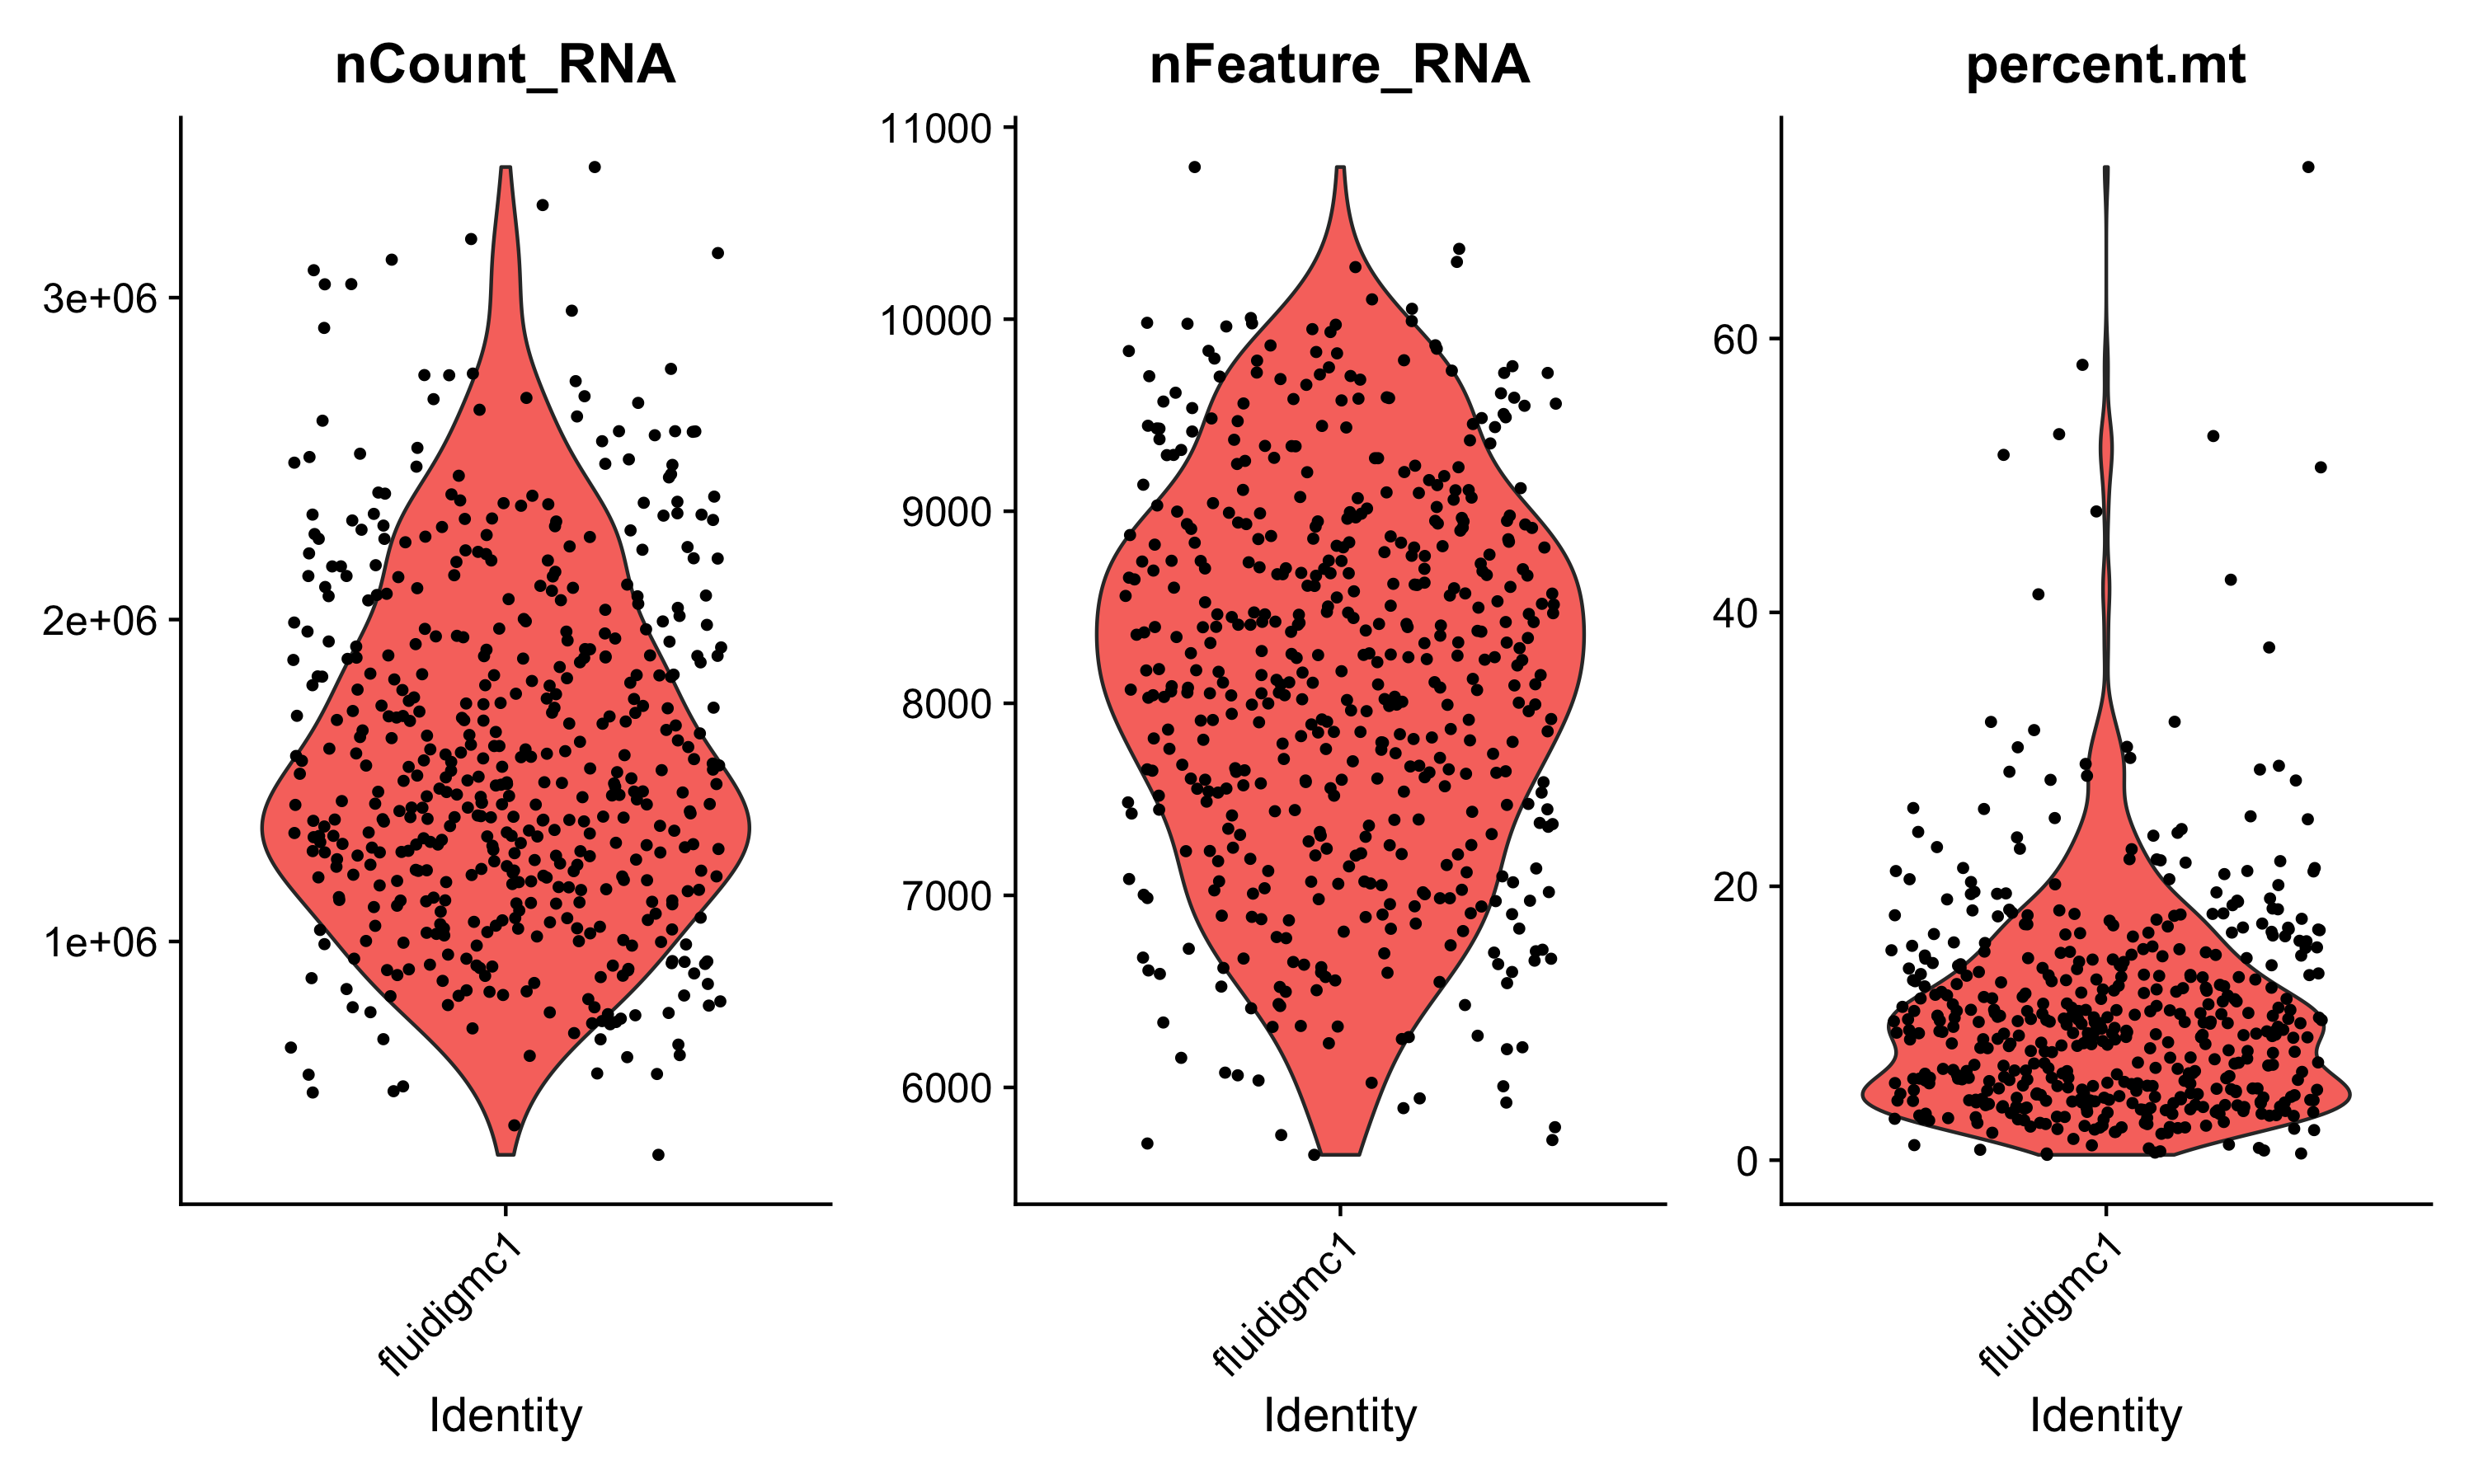 nCount_RNA
3e+06
2e+06
1e+06
fluidigmc1
Identity
nFeature_RNA
11000
10000
9000
8000
7000
6000
fluidigmc1
Identity
percent.mt
60
40
20
0
fluidigmc1
Identity